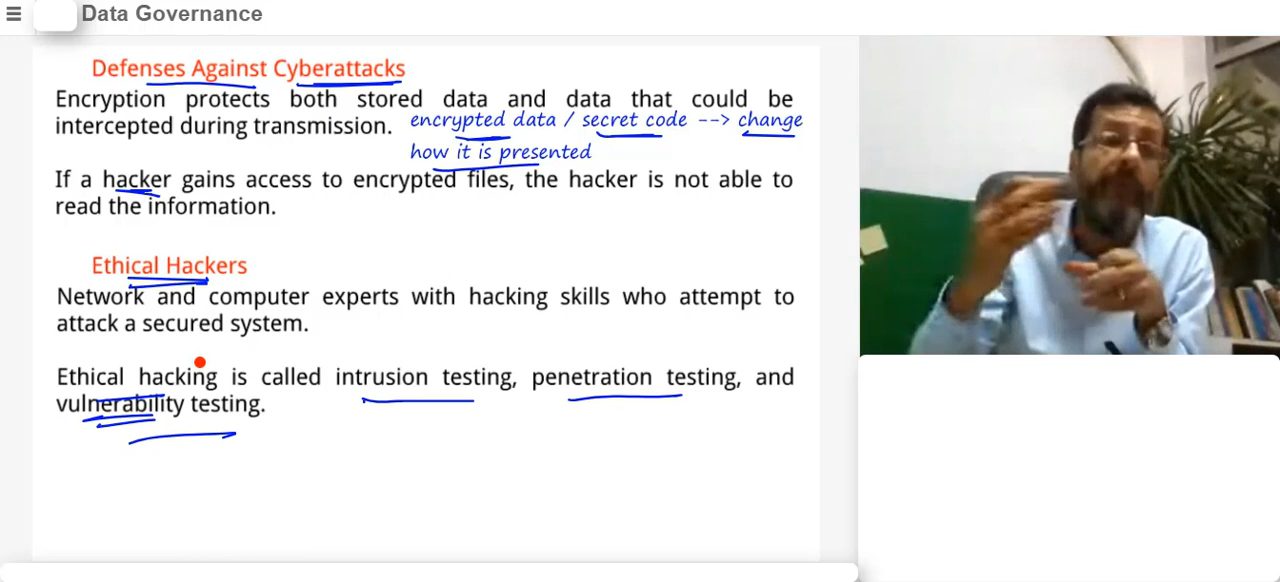 Data Governance
Defenses Against Cyberattacks
Encryption protects both stored data and data that could be
intercepted during transmission.
encrypted data / secret code --> change
how it is presented
If a hacker gains access to encrypted files, the hacker is not able to
read the information.
Ethical Hackers
Network and computer experts with hacking skills who attempt to
attack a secured system.
Ethical hacking is called intrusion testing, penetration testing, and
vulnerability testing.